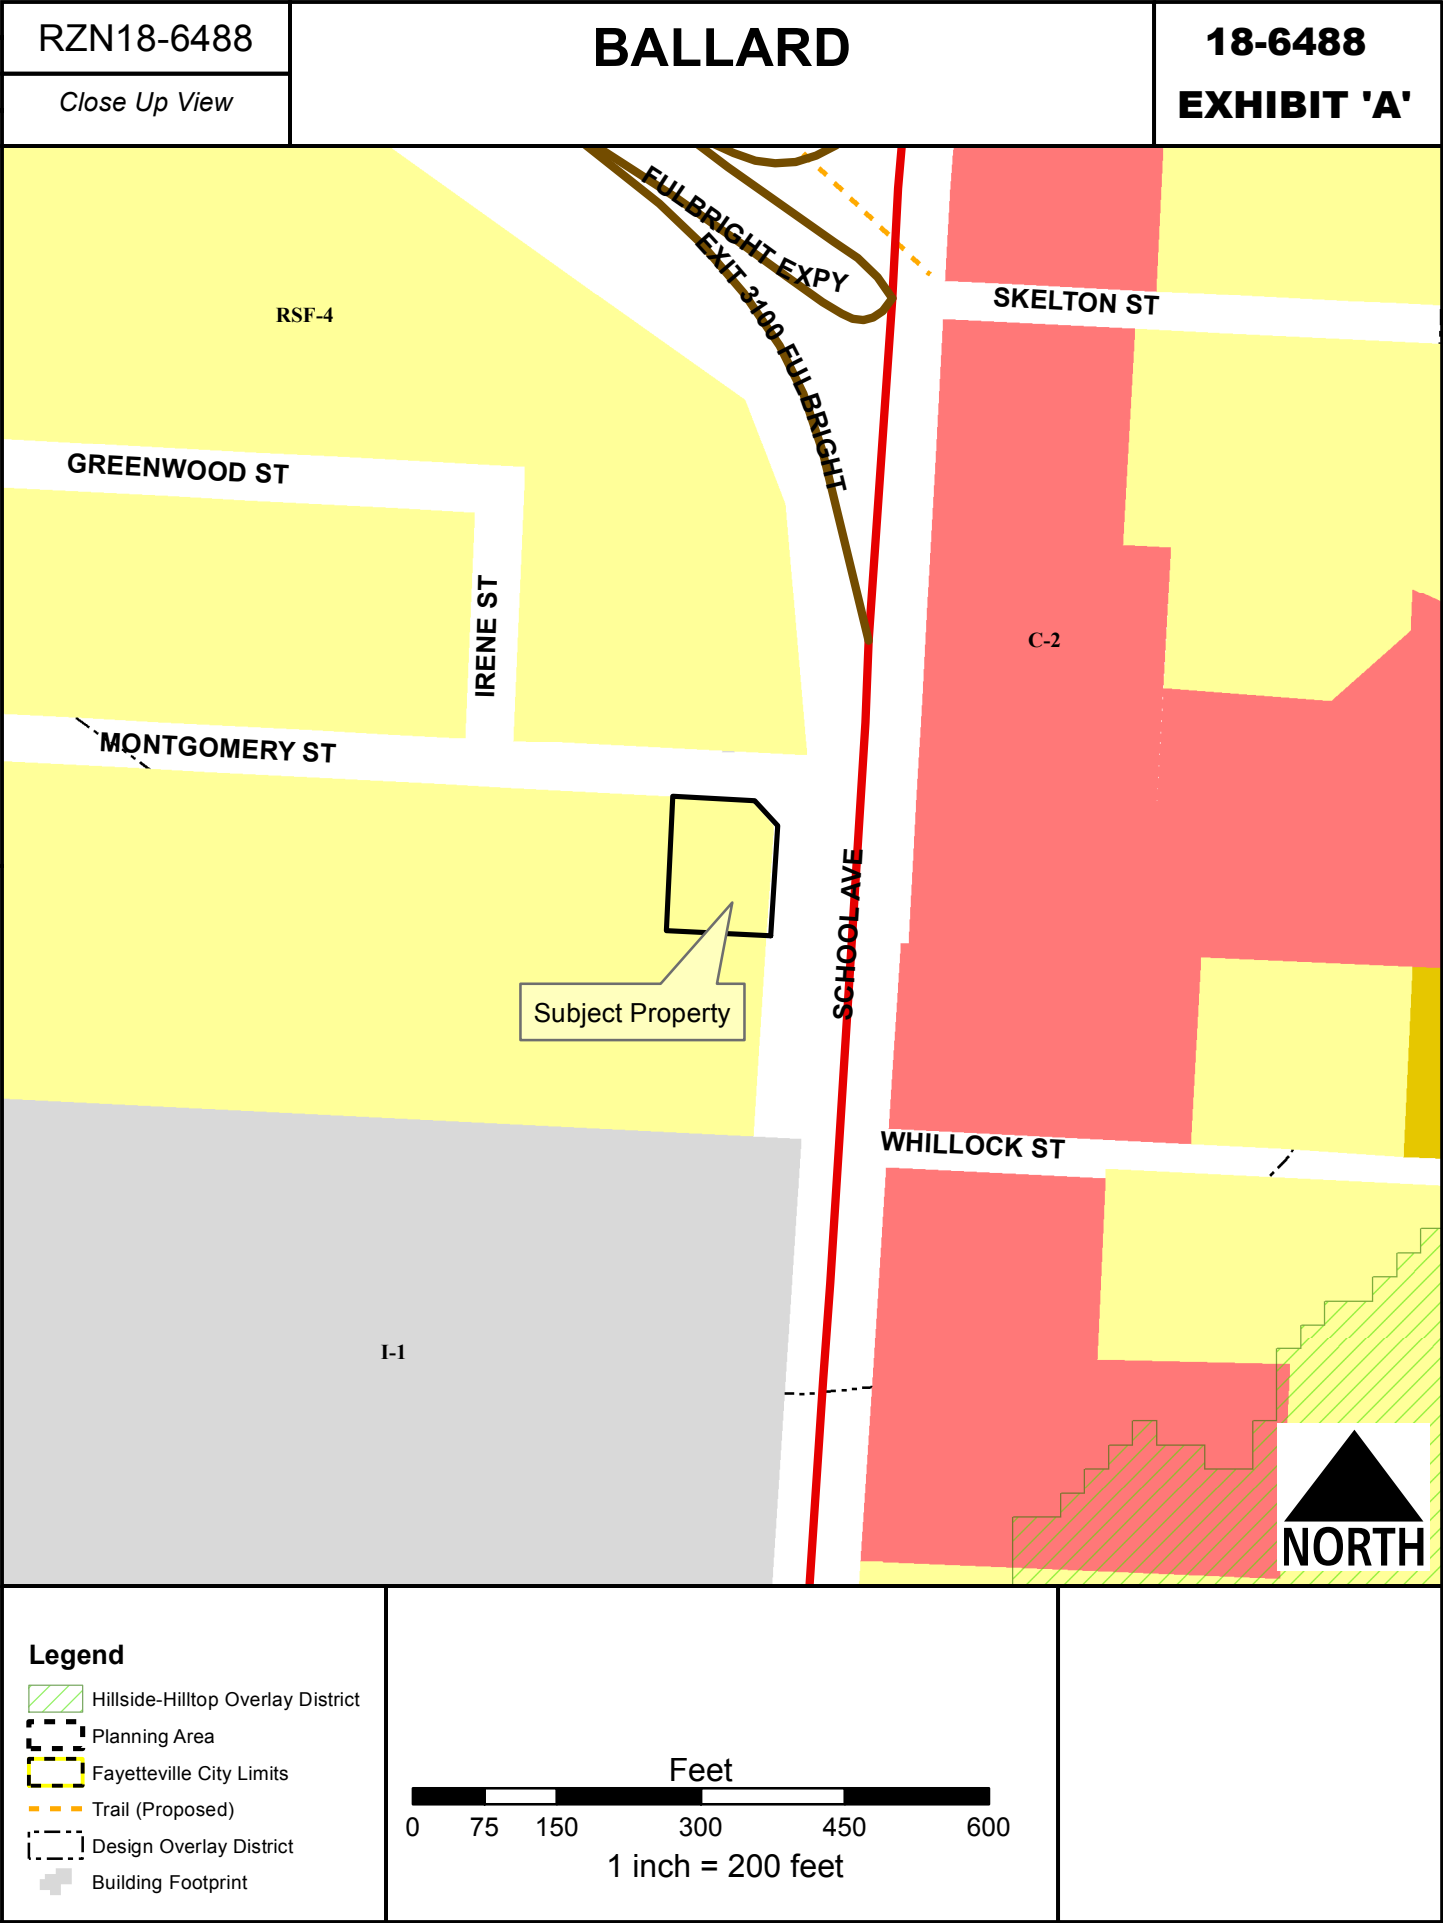 RZN18-6488
Close Up View
BALLARD
18-6488
EXHIBIT 'A'
FULBRIGHT EXPY
EXIT 3100 FULBRIGHT
SKELTON ST
RSF-4
GREENWOOD ST
IRENE ST
C-2
MONTGOMERY ST
SCHOOL AVE
Subject Property
WHILLOCK ST
I-1
NORTH
Legend
Hillside-Hilltop Overlay District
Planning Area
Fayetteville City Limits
Trail (Proposed)
Design Overlay District
Building Footprint
Feet
0 75 150 300 450 600
1 inch = 200 feet